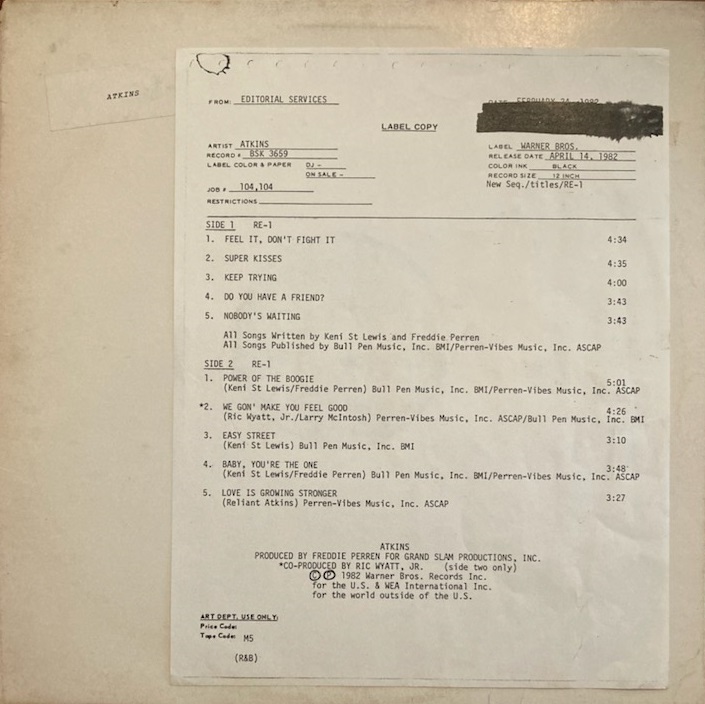 ATKINS
FROM: EDITORIAL SERVICES
DATE FEBRUARY 24, 1982
LABEL COPY
ARTIST ATKINS
RECORD # BSK 3659
LABEL COLOR & PAPER DJ -
ON SALE -
JOB # 104,104
RESTRICTIONS
LABEL WARNER BROS.
RELEASE DATE APRIL 14, 1982
COLOR INK BLACK
RECORD SIZE 12 INCH
New Seq./titles/RE-1
SIDE 1 RE-1
1. FEEL IT, DON'T FIGHT IT 4:34
2. SUPER KISSES 4:35
3. KEEP TRYING 4:00
4. DO YOU HAVE A FRIEND? 3:43
5. NOBODY'S WAITING 3:43
All Songs Written by Keni St Lewis and Freddie Perren
All Songs Published by Bull Pen Music, Inc. BMI/Perren-Vibes Music, Inc. ASCAP
SIDE 2 RE-1
1. POWER OF THE BOOGIE 5:01
(Keni St Lewis/Freddie Perren) Bull Pen Music, Inc. BMI/Perren-Vibes Music, Inc. ASCAP
*2. WE GON' MAKE YOU FEEL GOOD 4:26
(Ric Wyatt, Jr./Larry McIntosh) Perren-Vibes Music, Inc. ASCAP/Bull Pen Music, Inc. BMI
3. EASY STREET 3:10
(Keni St Lewis) Bull Pen Music, Inc. BMI
4. BABY, YOU'RE THE ONE 3:48
(Keni St Lewis/Freddie Perren) Bull Pen Music, Inc. BMI/Perren-Vibes Music, Inc. ASCAP
5. LOVE IS GROWING STRONGER 3:27
(Reliant Atkins) Perren-Vibes Music, Inc. ASCAP
ATKINS
PRODUCED BY FREDDIE PERREN FOR GRAND SLAM PRODUCTIONS, INC.
*CO-PRODUCED BY RIC WYATT, JR. (side two only)
©℗ 1982 Warner Bros. Records Inc.
for the U.S. & WEA International Inc.
for the world outside of the U.S.
ART DEPT. USE ONLY:
Price Code:
Tape Code: M5
(R&B)